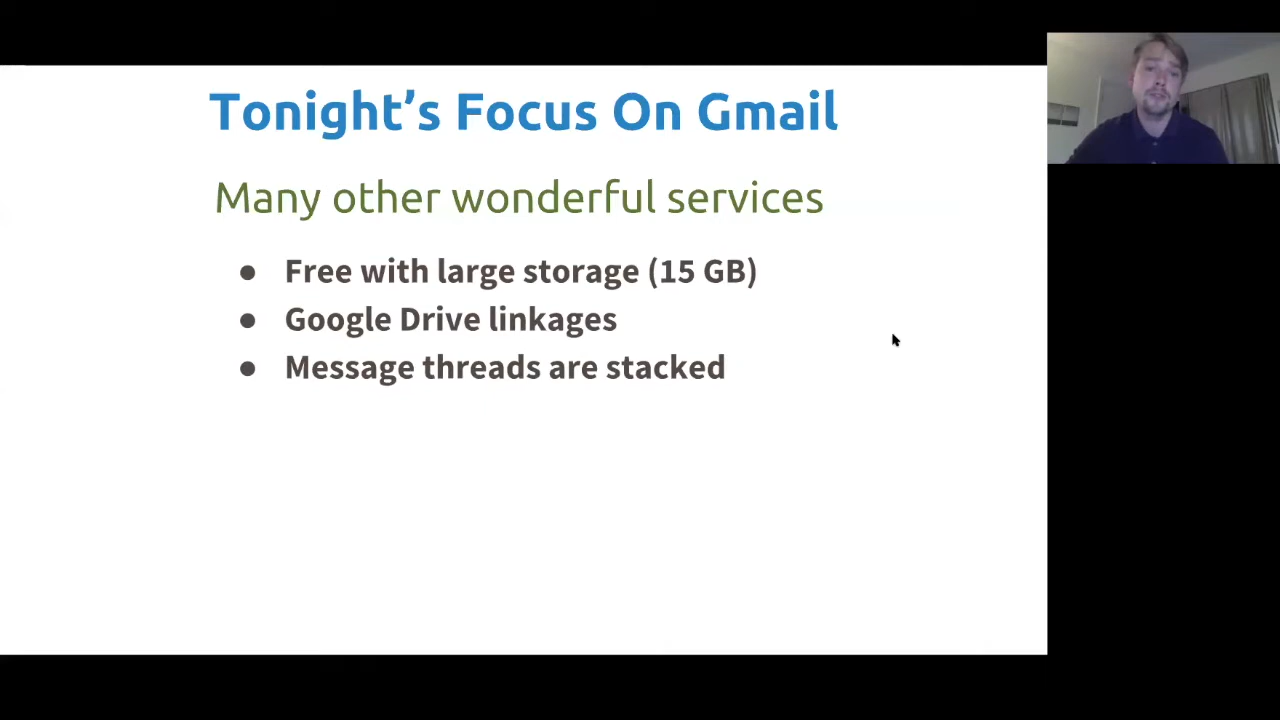 Tonight’s Focus On Gmail
Many other wonderful services
● Free with large storage (15 GB)
● Google Drive linkages
● Message threads are stacked